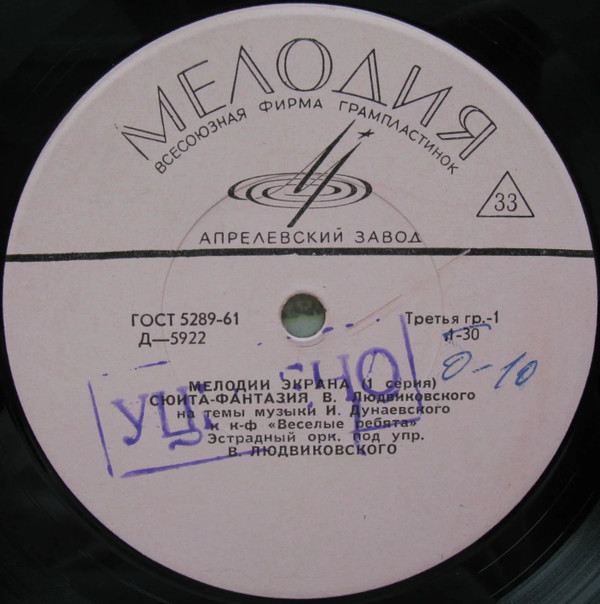 МЕЛОДИЯ
ВСЕСОЮЗНАЯ ФИРМА ГРАМПЛАСТИНОК
33
АПРЕЛЕВСКИЙ ЗАВОД
ГОСТ 5289-61
Третья гр.-1
Д—5922
1-30
0-10
МЕЛОДИИ ЭКРАНА (1 серия)
СЮИТА-ФАНТАЗИЯ В. Людвиковского
на темы музыки И. Дунаевского
к к-ф «Веселые ребята»
Эстрадный орк. под упр.
В. ЛЮДВИКОВСКОГО
УЦЕНЕНО